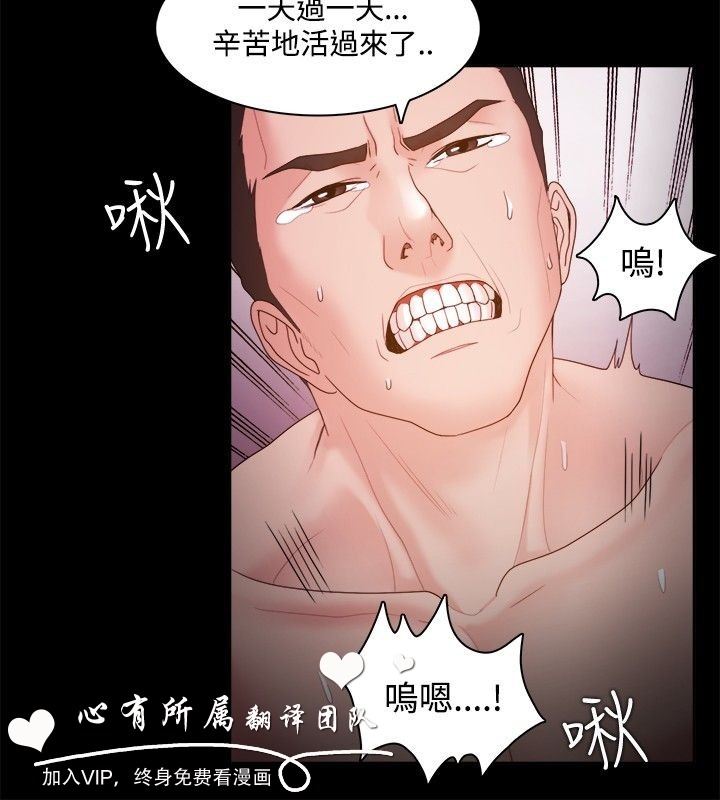 一天過一天...
辛苦地活過來了..
啾
嗚!
嗚嗯....!
啾
心有所属翻译团队
加入VIP，终身免费看漫画